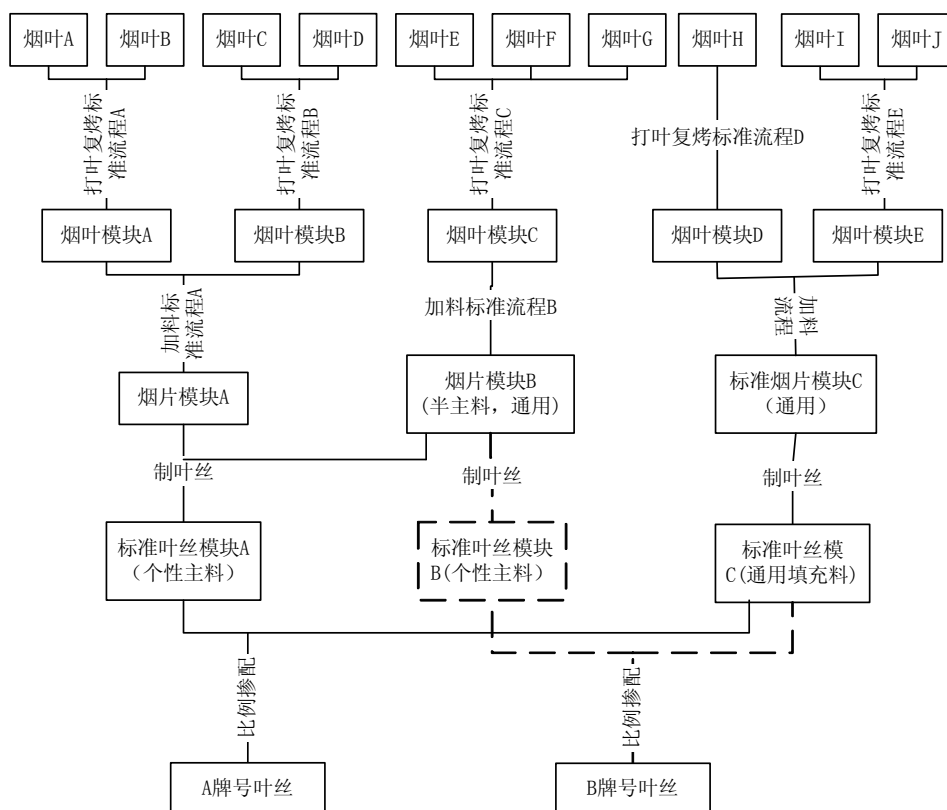 烟叶A
烟叶B
烟叶C
烟叶D
烟叶E
烟叶F
烟叶G
烟叶H
烟叶I
烟叶J
打叶复烤标
准流程A
打叶复烤标
准流程B
打叶复烤标
准流程C
打叶复烤标准流程D
打叶复烤标
准流程E
烟叶模块A
烟叶模块B
烟叶模块C
烟叶模块D
烟叶模块E
加料标
准流程A
加料标准流程B
加料
流程
烟片模块A
烟片模块B
(半主料，通用)
标准烟片模块C
（通用）
制叶丝
制叶丝
制叶丝
标准叶丝模块A
（个性主料）
标准叶丝模块
B(个性主料）
标准叶丝模
C(通用填充料)
比例掺配
比例掺配
A牌号叶丝
B牌号叶丝